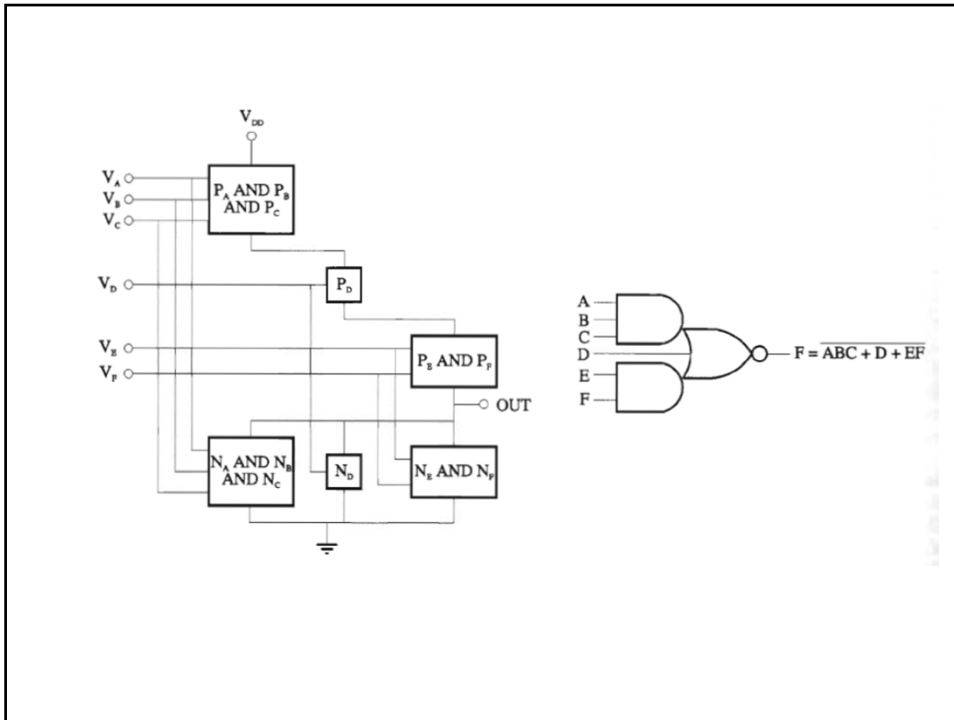 V_DD
V_A
V_B
V_C
P_A AND P_B
AND P_C
V_D
P_D
V_E
V_F
P_E AND P_F
OUT
N_A AND N_B
AND N_C
N_D
N_E AND N_F
A
B
C
D
E
F
F = \overline{ABC + D + EF}